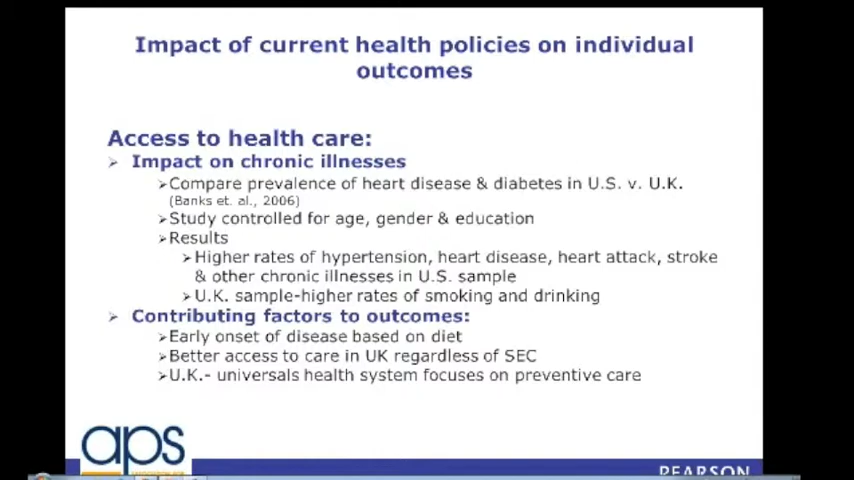 Impact of current health policies on individual
outcomes
Access to health care:
Impact on chronic illnesses
Compare prevalence of heart disease & diabetes in U.S. v. U.K.
(Banks et. al., 2006)
Study controlled for age, gender & education
Results
Higher rates of hypertension, heart disease, heart attack, stroke
& other chronic illnesses in U.S. sample
U.K. sample-higher rates of smoking and drinking
Contributing factors to outcomes:
Early onset of disease based on diet
Better access to care in UK regardless of SEC
U.K.- universals health system focuses on preventive care
aps
PEARSON